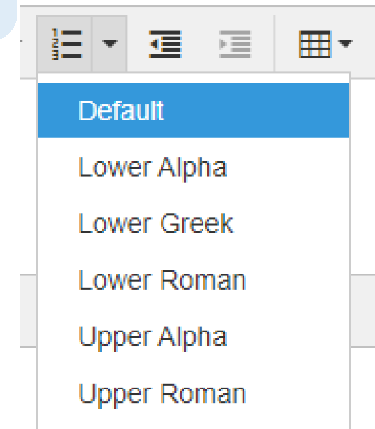 Default
Lower Alpha
Lower Greek
Lower Roman
Upper Alpha
Upper Roman